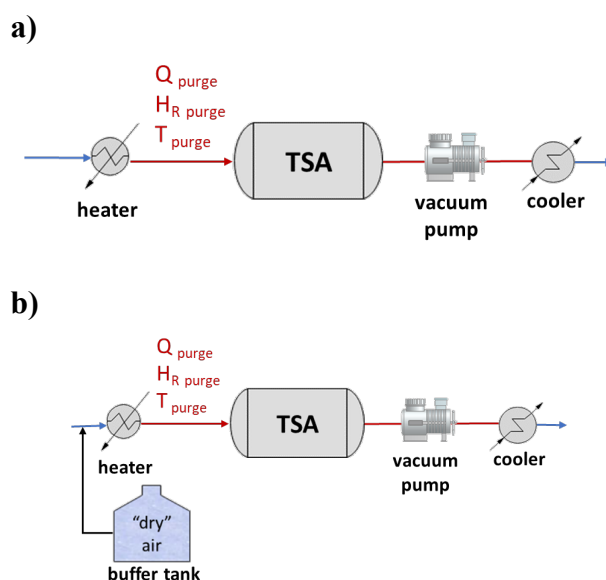 a)
Q purge
H R purge
T purge
TSA
heater
vacuum
pump
cooler
b)
Q purge
H R purge
T purge
TSA
heater
vacuum
pump
cooler
“dry”
air
buffer tank